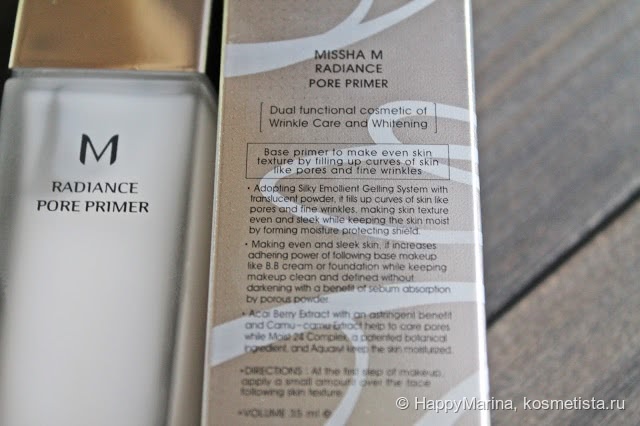 M
RADIANCE
PORE PRIMER
MISSHA M
RADIANCE
PORE PRIMER
Dual functional cosmetic of
Wrinkle Care and Whitening
Base primer to make even skin
texture by filling up curves of skin
like pores and fine wrinkles
• Adopting Silky Emollient Gelling System with
translucent powder, it fills up curves of skin like
pores and fine wrinkles, making skin texture
even and sleek while keeping the skin moist
by forming moisture protecting shield.
• Making even and sleek skin, it increases
adhering power of following base makeup
like B.B cream or foundation while keeping
makeup clean and defined without
darkening with a benefit of sebum absorption
by porous powder.
• Acai Berry Extract with an astringent benefit
and Camu-camu Extract help to care pores
while Moist 24 Complex, a patented botanical
ingredient, and Aquaxyl keep the skin moisturized.
•DIRECTIONS : At the first step of makeup,
apply a small amount over the face
following skin texture.
•VOLUME 35 ml
© HappyMarina, kosmetista.ru